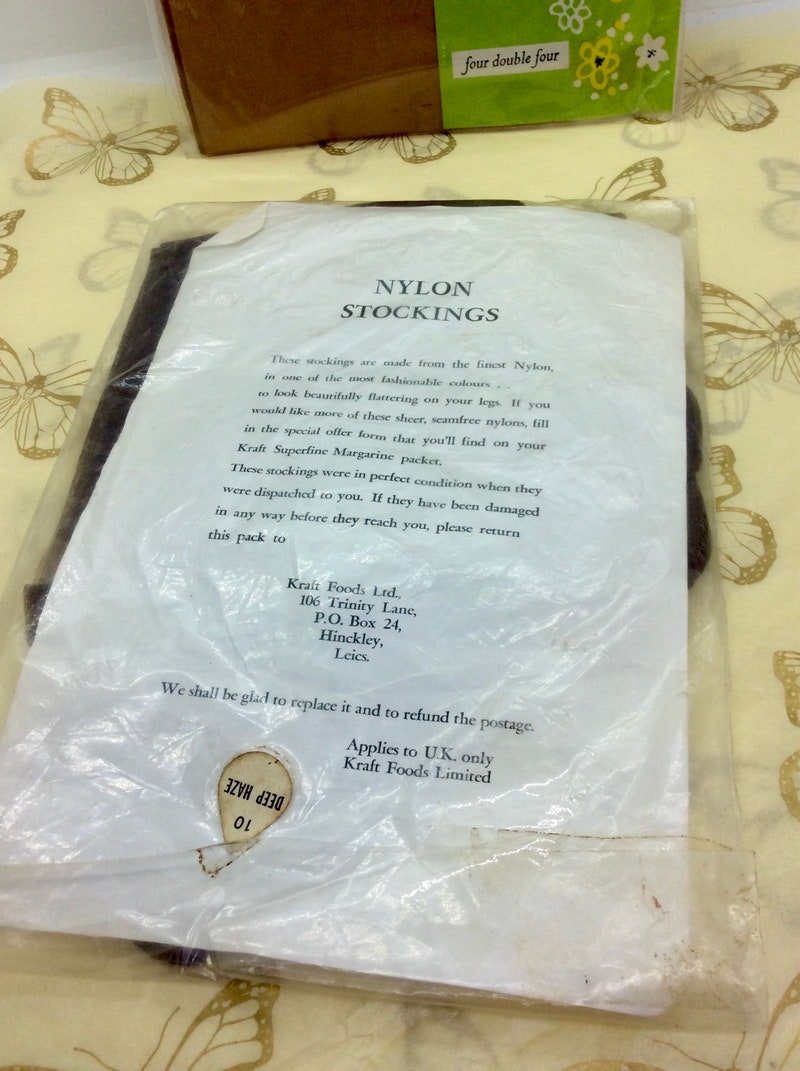 four double four
NYLON
STOCKINGS
These stockings are made from the finest Nylon,
in one of the most fashionable colours . .
to look beautifully flattering on your legs. If you
would like more of these sheer, seamfree nylons, fill
in the special offer form that you'll find on your
Kraft Superfine Margarine packet.
These stockings were in perfect condition when they
were dispatched to you. If they have been damaged
in any way before they reach you, please return
this pack to
Kraft Foods Ltd.,
106 Trinity Lane,
P.O. Box 24,
Hinckley,
Leics.
We shall be glad to replace it and to refund the postage.
Applies to U.K. only
Kraft Foods Limited
10
DEEP HAZE